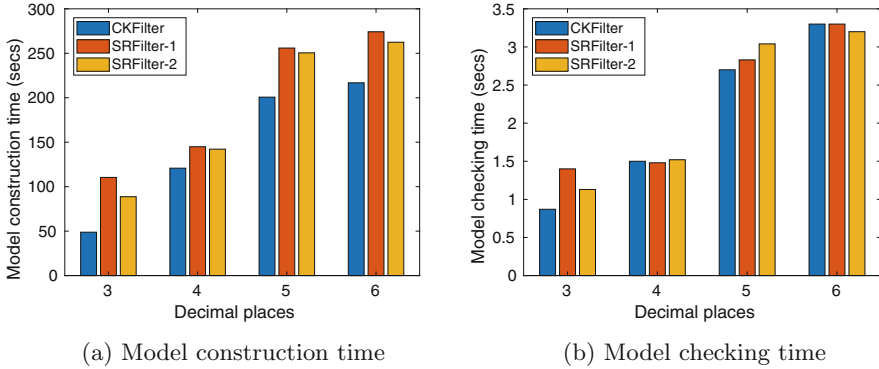 300
250
200
150
100
50
0
Model construction time (secs)
CKFilter
SRFilter-1
SRFilter-2
3 4 5 6
Decimal places
(a) Model construction time
3.5
3
2.5
2
1.5
1
0.5
0
Model checking time (secs)
CKFilter
SRFilter-1
SRFilter-2
3 4 5 6
Decimal places
(b) Model checking time